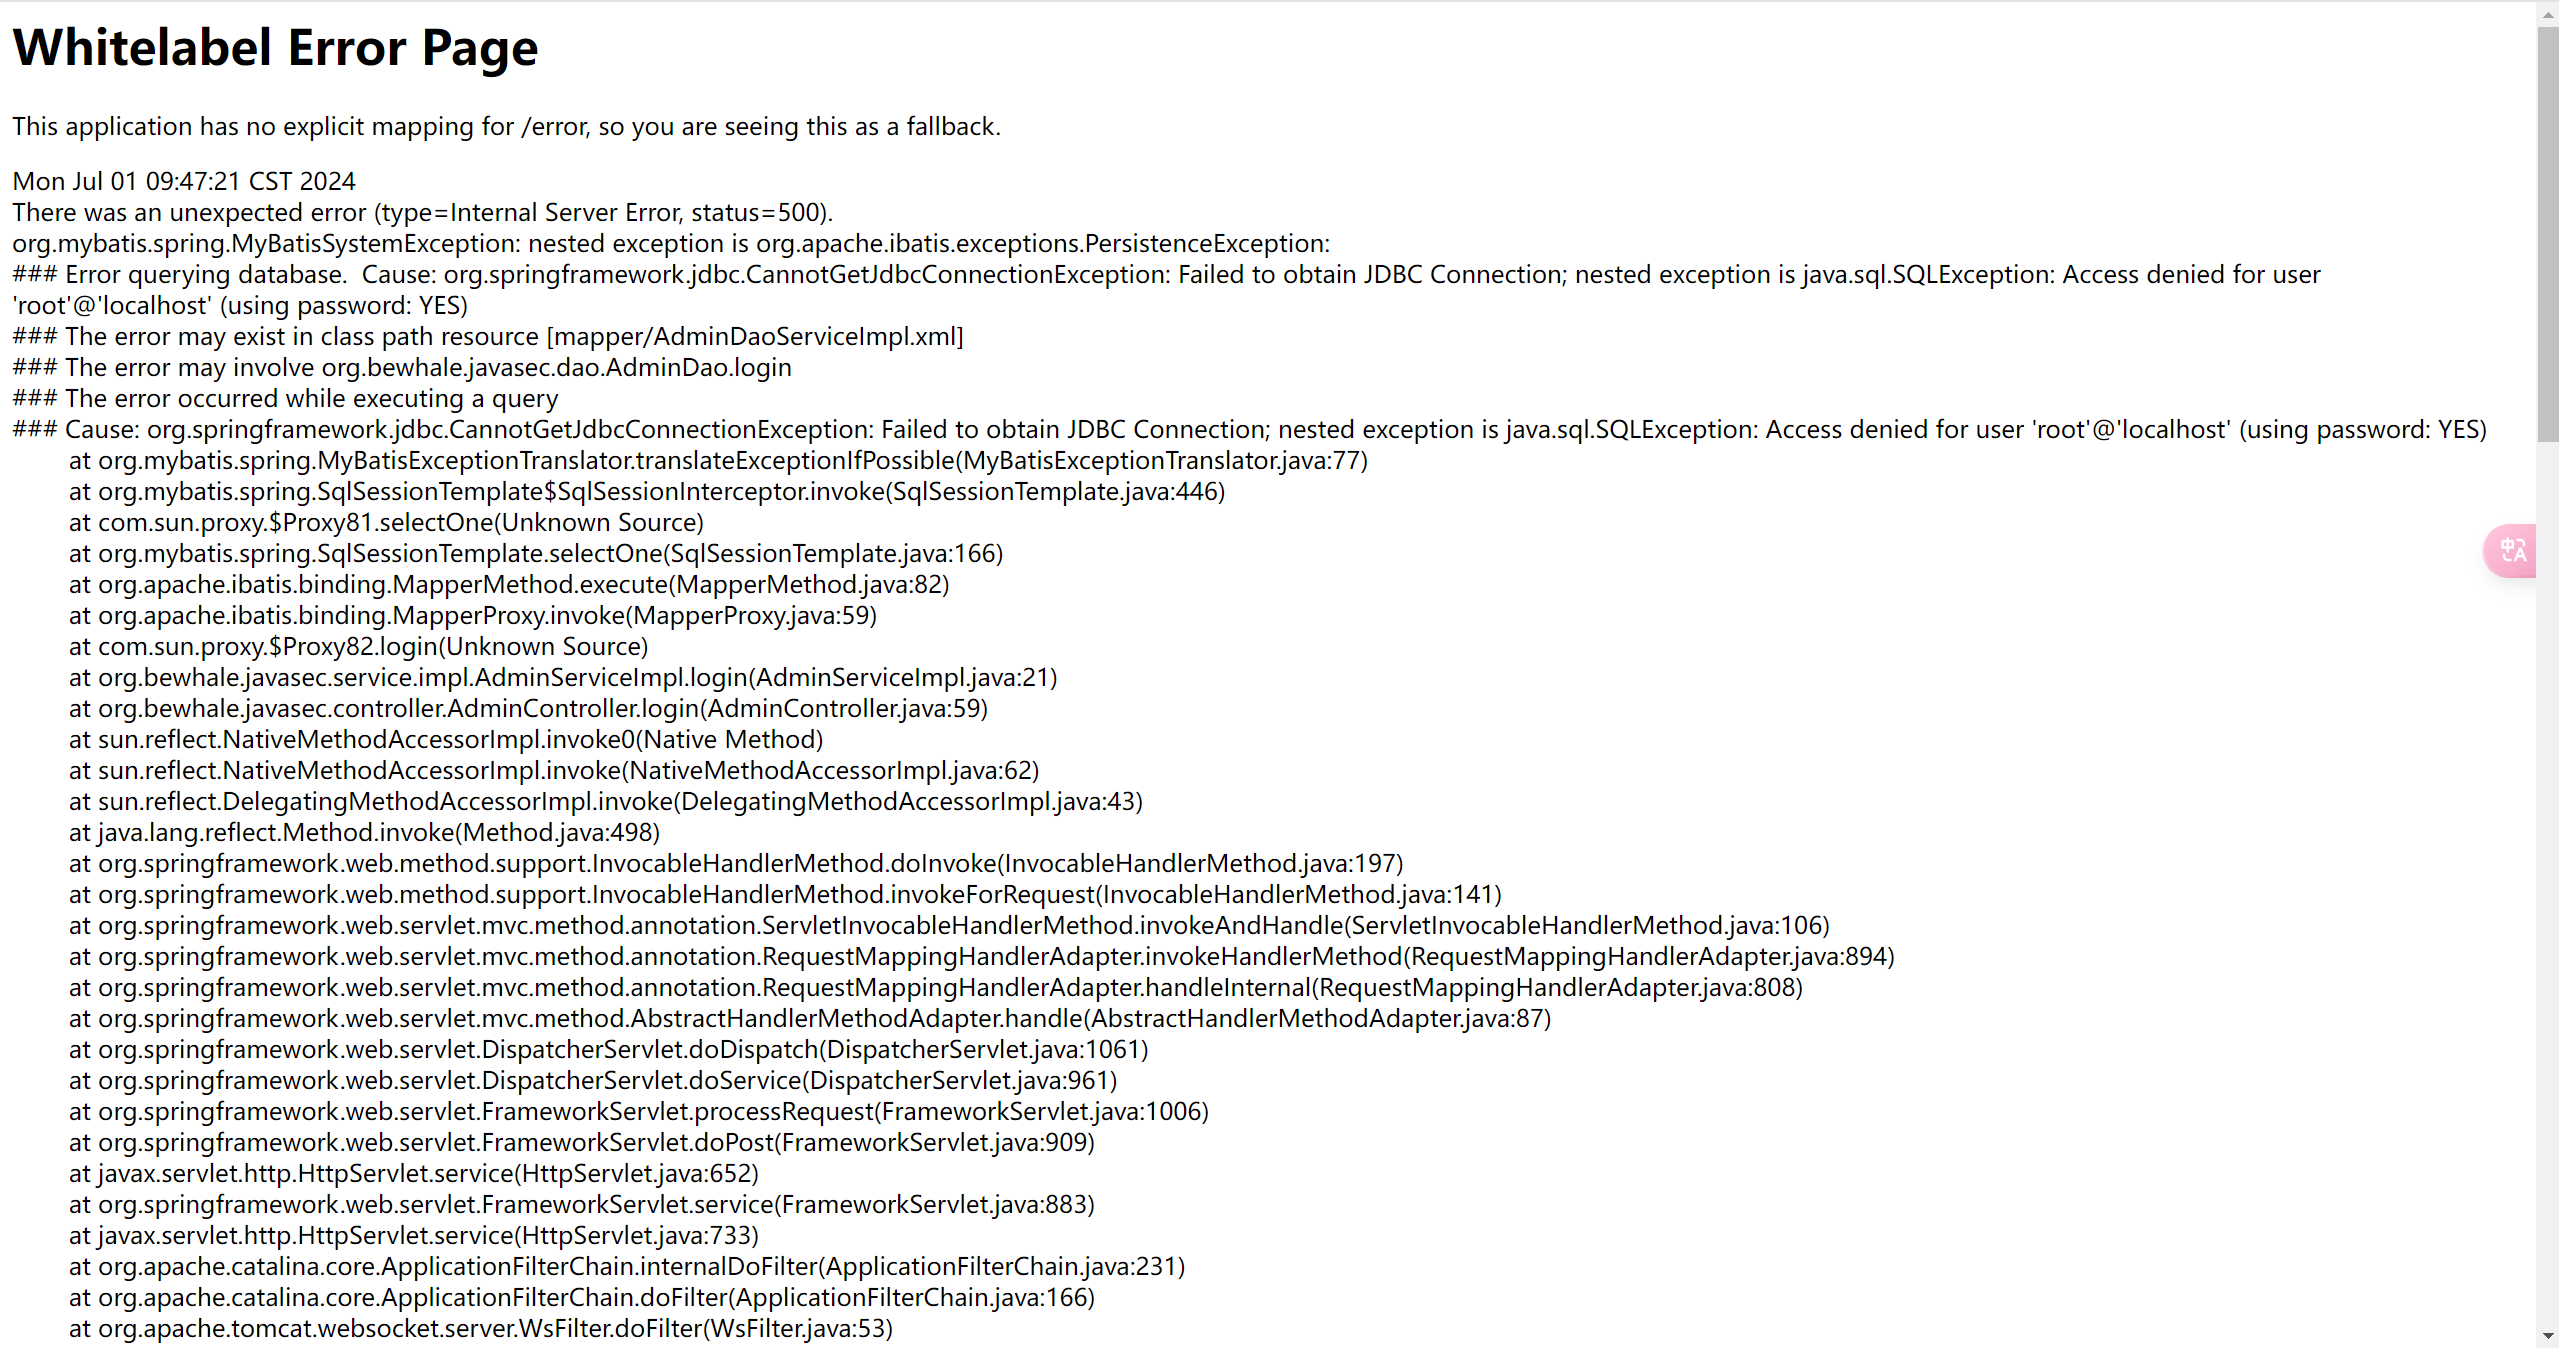 Whitelabel Error Page
This application has no explicit mapping for /error, so you are seeing this as a fallback.
Mon Jul 01 09:47:21 CST 2024
There was an unexpected error (type=Internal Server Error, status=500).
org.mybatis.spring.MyBatisSystemException: nested exception is org.apache.ibatis.exceptions.PersistenceException:
### Error querying database.  Cause: org.springframework.jdbc.CannotGetJdbcConnectionException: Failed to obtain JDBC Connection; nested exception is java.sql.SQLException: Access denied for user
'root'@'localhost' (using password: YES)
### The error may exist in class path resource [mapper/AdminDaoServiceImpl.xml]
### The error may involve org.bewhale.javasec.dao.AdminDao.login
### The error occurred while executing a query
### Cause: org.springframework.jdbc.CannotGetJdbcConnectionException: Failed to obtain JDBC Connection; nested exception is java.sql.SQLException: Access denied for user 'root'@'localhost' (using password: YES)
at org.mybatis.spring.MyBatisExceptionTranslator.translateExceptionIfPossible(MyBatisExceptionTranslator.java:77)
at org.mybatis.spring.SqlSessionTemplate$SqlSessionInterceptor.invoke(SqlSessionTemplate.java:446)
at com.sun.proxy.$Proxy81.selectOne(Unknown Source)
at org.mybatis.spring.SqlSessionTemplate.selectOne(SqlSessionTemplate.java:166)
at org.apache.ibatis.binding.MapperMethod.execute(MapperMethod.java:82)
at org.apache.ibatis.binding.MapperProxy.invoke(MapperProxy.java:59)
at com.sun.proxy.$Proxy82.login(Unknown Source)
at org.bewhale.javasec.service.impl.AdminServiceImpl.login(AdminServiceImpl.java:21)
at org.bewhale.javasec.controller.AdminController.login(AdminController.java:59)
at sun.reflect.NativeMethodAccessorImpl.invoke0(Native Method)
at sun.reflect.NativeMethodAccessorImpl.invoke(NativeMethodAccessorImpl.java:62)
at sun.reflect.DelegatingMethodAccessorImpl.invoke(DelegatingMethodAccessorImpl.java:43)
at java.lang.reflect.Method.invoke(Method.java:498)
at org.springframework.web.method.support.InvocableHandlerMethod.doInvoke(InvocableHandlerMethod.java:197)
at org.springframework.web.method.support.InvocableHandlerMethod.invokeForRequest(InvocableHandlerMethod.java:141)
at org.springframework.web.servlet.mvc.method.annotation.ServletInvocableHandlerMethod.invokeAndHandle(ServletInvocableHandlerMethod.java:106)
at org.springframework.web.servlet.mvc.method.annotation.RequestMappingHandlerAdapter.invokeHandlerMethod(RequestMappingHandlerAdapter.java:894)
at org.springframework.web.servlet.mvc.method.annotation.RequestMappingHandlerAdapter.handleInternal(RequestMappingHandlerAdapter.java:808)
at org.springframework.web.servlet.mvc.method.AbstractHandlerMethodAdapter.handle(AbstractHandlerMethodAdapter.java:87)
at org.springframework.web.servlet.DispatcherServlet.doDispatch(DispatcherServlet.java:1061)
at org.springframework.web.servlet.DispatcherServlet.doService(DispatcherServlet.java:961)
at org.springframework.web.servlet.FrameworkServlet.processRequest(FrameworkServlet.java:1006)
at org.springframework.web.servlet.FrameworkServlet.doPost(FrameworkServlet.java:909)
at javax.servlet.http.HttpServlet.service(HttpServlet.java:652)
at org.springframework.web.servlet.FrameworkServlet.service(FrameworkServlet.java:883)
at javax.servlet.http.HttpServlet.service(HttpServlet.java:733)
at org.apache.catalina.core.ApplicationFilterChain.internalDoFilter(ApplicationFilterChain.java:231)
at org.apache.catalina.core.ApplicationFilterChain.doFilter(ApplicationFilterChain.java:166)
at org.apache.tomcat.websocket.server.WsFilter.doFilter(WsFilter.java:53)